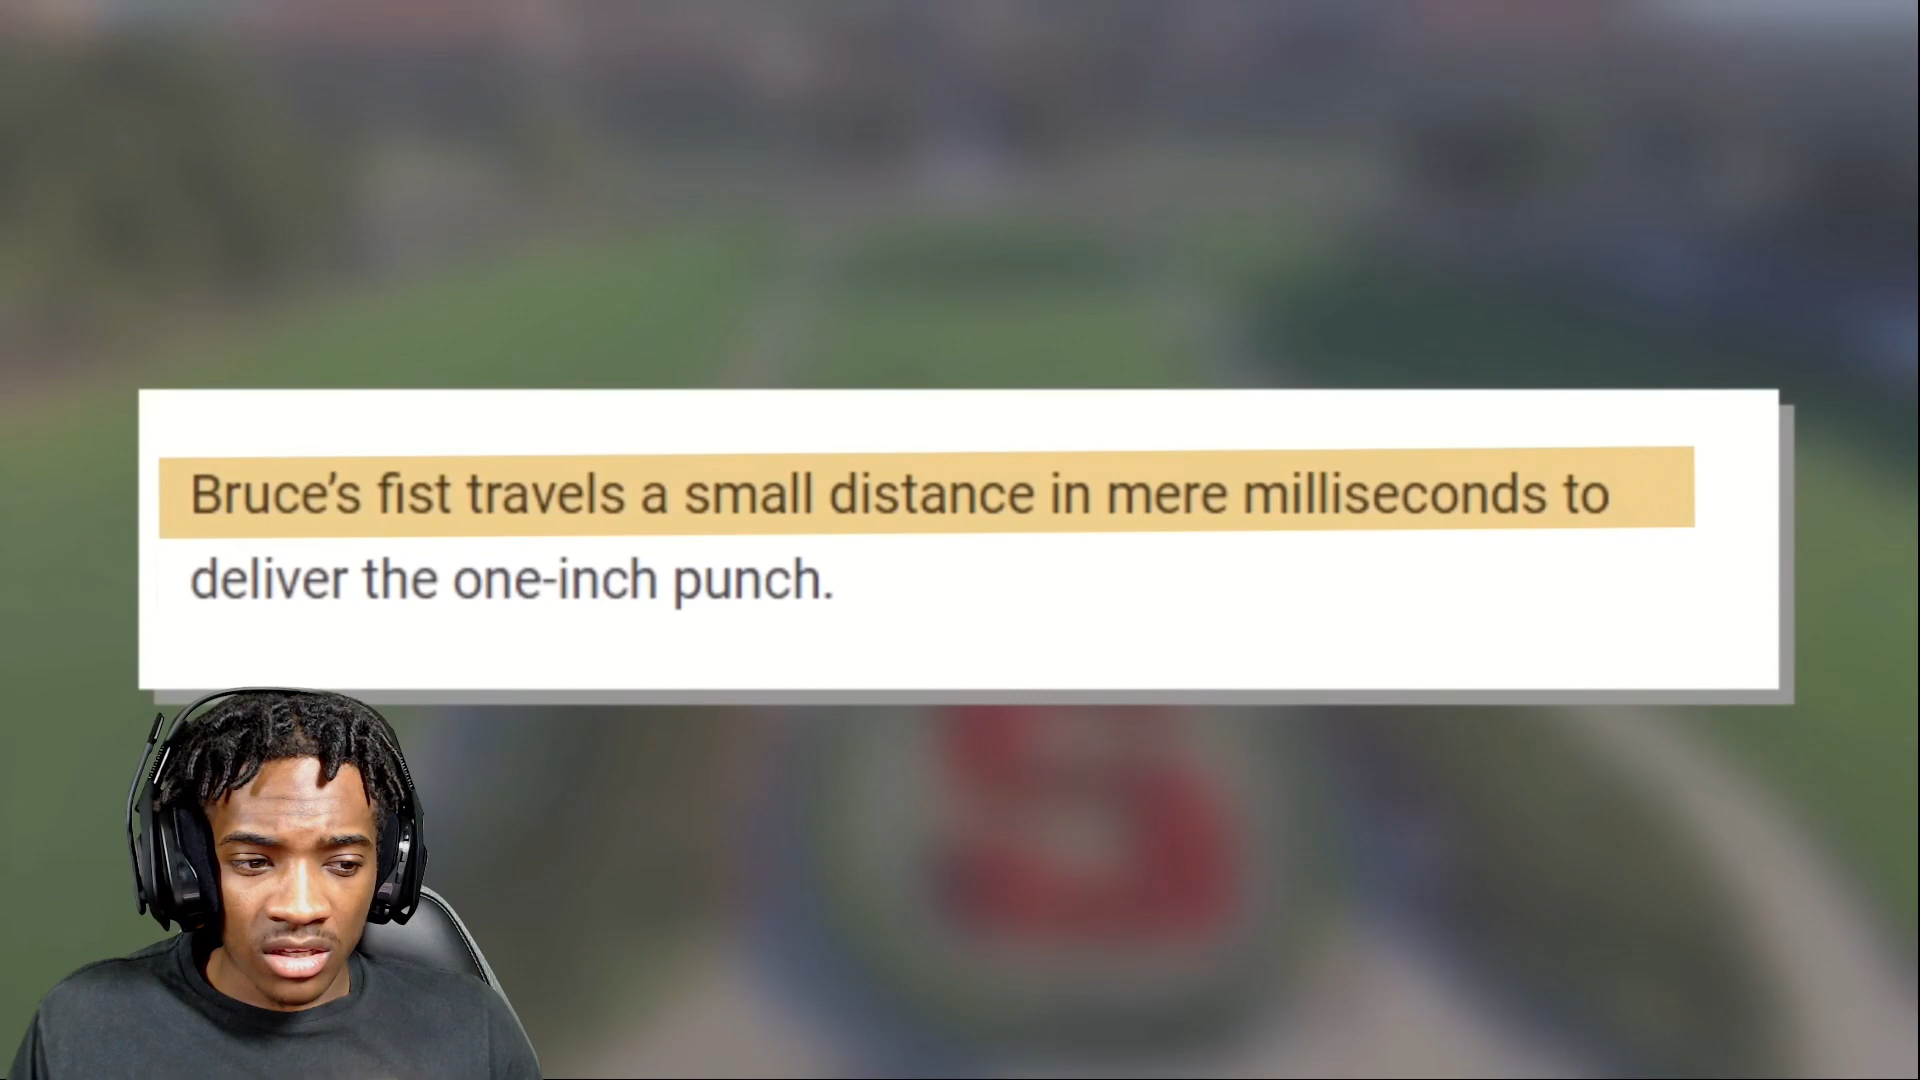 Bruce’s fist travels a small distance in mere milliseconds to
deliver the one-inch punch.